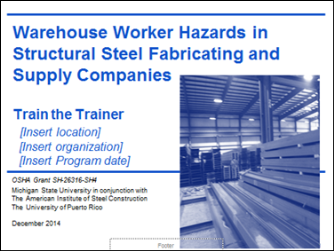 Warehouse Worker Hazards in
Structural Steel Fabricating and
Supply Companies
Train the Trainer
[Insert location]
[Insert organization]
[Insert Program date]
OSHA Grant SH-26316-SH4
Michigan State University in conjunction with
The American Institute of Steel Construction
The University of Puerto Rico
December 2014
Footer